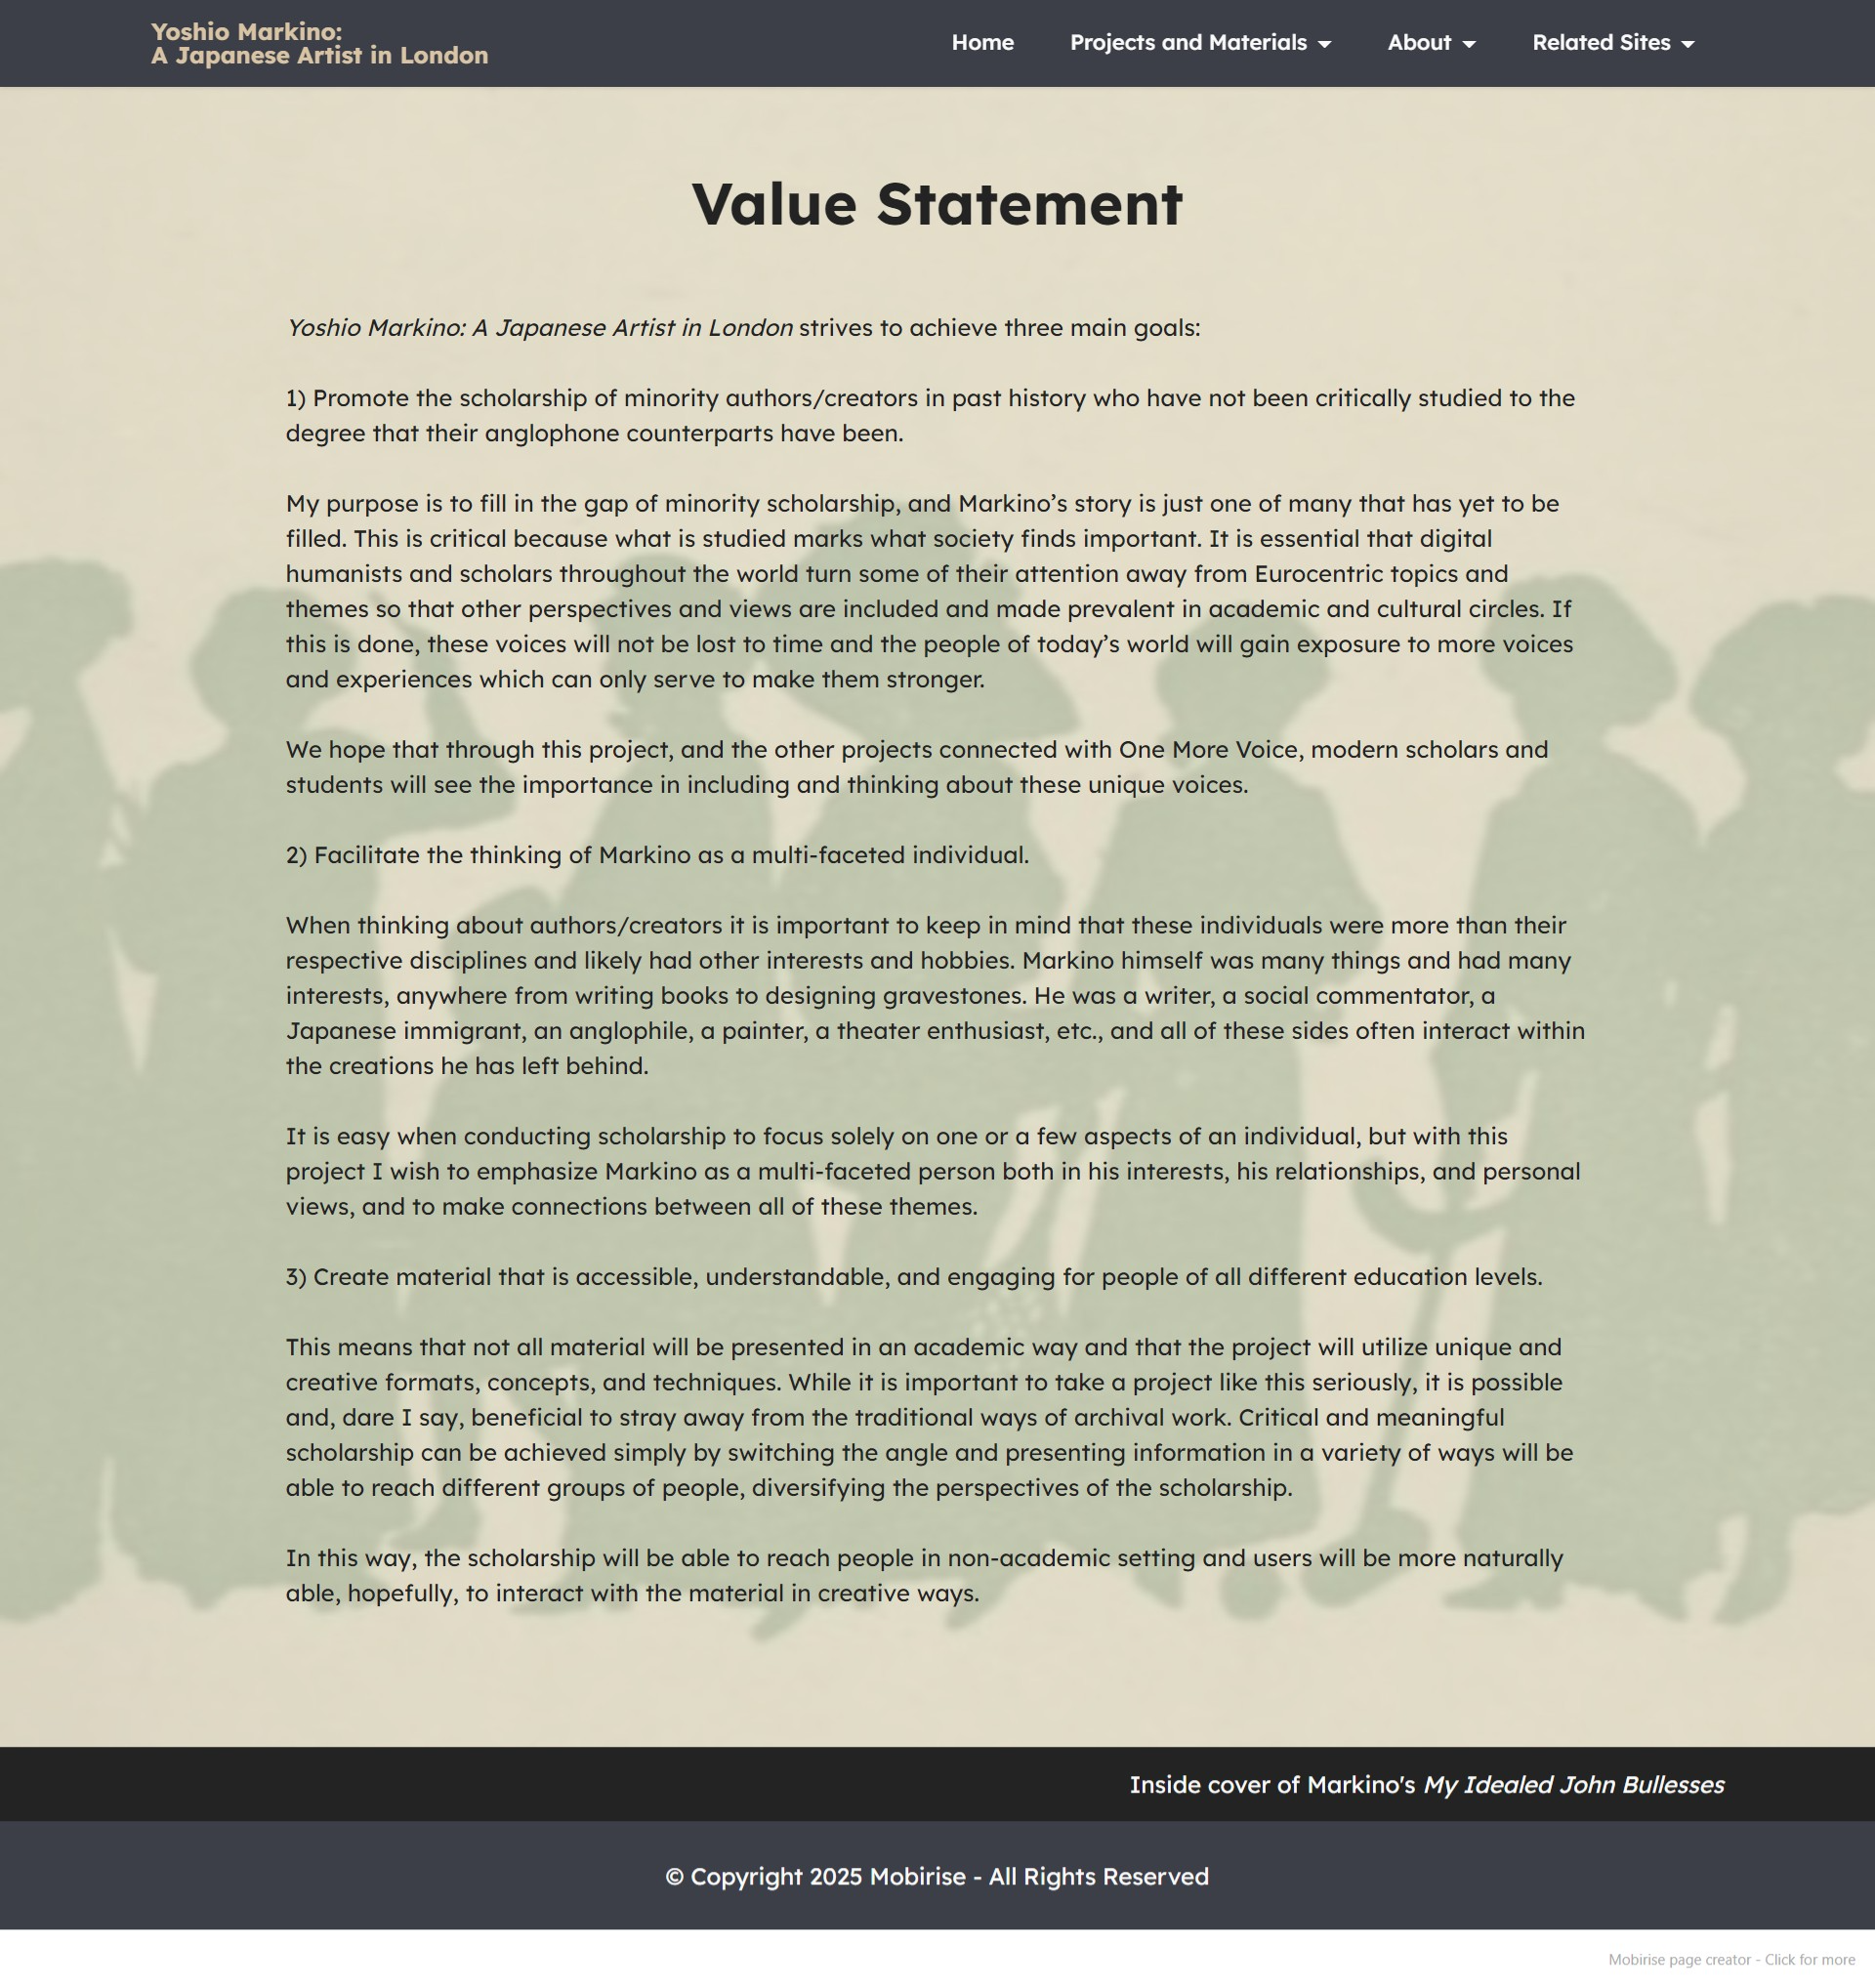 Yoshio Markino:
A Japanese Artist in London
Home
Projects and Materials
About
Related Sites
Value Statement
Yoshio Markino: A Japanese Artist in London strives to achieve three main goals:
1) Promote the scholarship of minority authors/creators in past history who have not been critically studied to the
degree that their anglophone counterparts have been.
My purpose is to fill in the gap of minority scholarship, and Markino’s story is just one of many that has yet to be
filled. This is critical because what is studied marks what society finds important. It is essential that digital
humanists and scholars throughout the world turn some of their attention away from Eurocentric topics and
themes so that other perspectives and views are included and made prevalent in academic and cultural circles. If
this is done, these voices will not be lost to time and the people of today’s world will gain exposure to more voices
and experiences which can only serve to make them stronger.
We hope that through this project, and the other projects connected with One More Voice, modern scholars and
students will see the importance in including and thinking about these unique voices.
2) Facilitate the thinking of Markino as a multi-faceted individual.
When thinking about authors/creators it is important to keep in mind that these individuals were more than their
respective disciplines and likely had other interests and hobbies. Markino himself was many things and had many
interests, anywhere from writing books to designing gravestones. He was a writer, a social commentator, a
Japanese immigrant, an anglophile, a painter, a theater enthusiast, etc., and all of these sides often interact within
the creations he has left behind.
It is easy when conducting scholarship to focus solely on one or a few aspects of an individual, but with this
project I wish to emphasize Markino as a multi-faceted person both in his interests, his relationships, and personal
views, and to make connections between all of these themes.
3) Create material that is accessible, understandable, and engaging for people of all different education levels.
This means that not all material will be presented in an academic way and that the project will utilize unique and
creative formats, concepts, and techniques. While it is important to take a project like this seriously, it is possible
and, dare I say, beneficial to stray away from the traditional ways of archival work. Critical and meaningful
scholarship can be achieved simply by switching the angle and presenting information in a variety of ways will be
able to reach different groups of people, diversifying the perspectives of the scholarship.
In this way, the scholarship will be able to reach people in non-academic setting and users will be more naturally
able, hopefully, to interact with the material in creative ways.
Inside cover of Markino's My Idealed John Bullesses
© Copyright 2025 Mobirise - All Rights Reserved
Mobirise page creator - Click for more